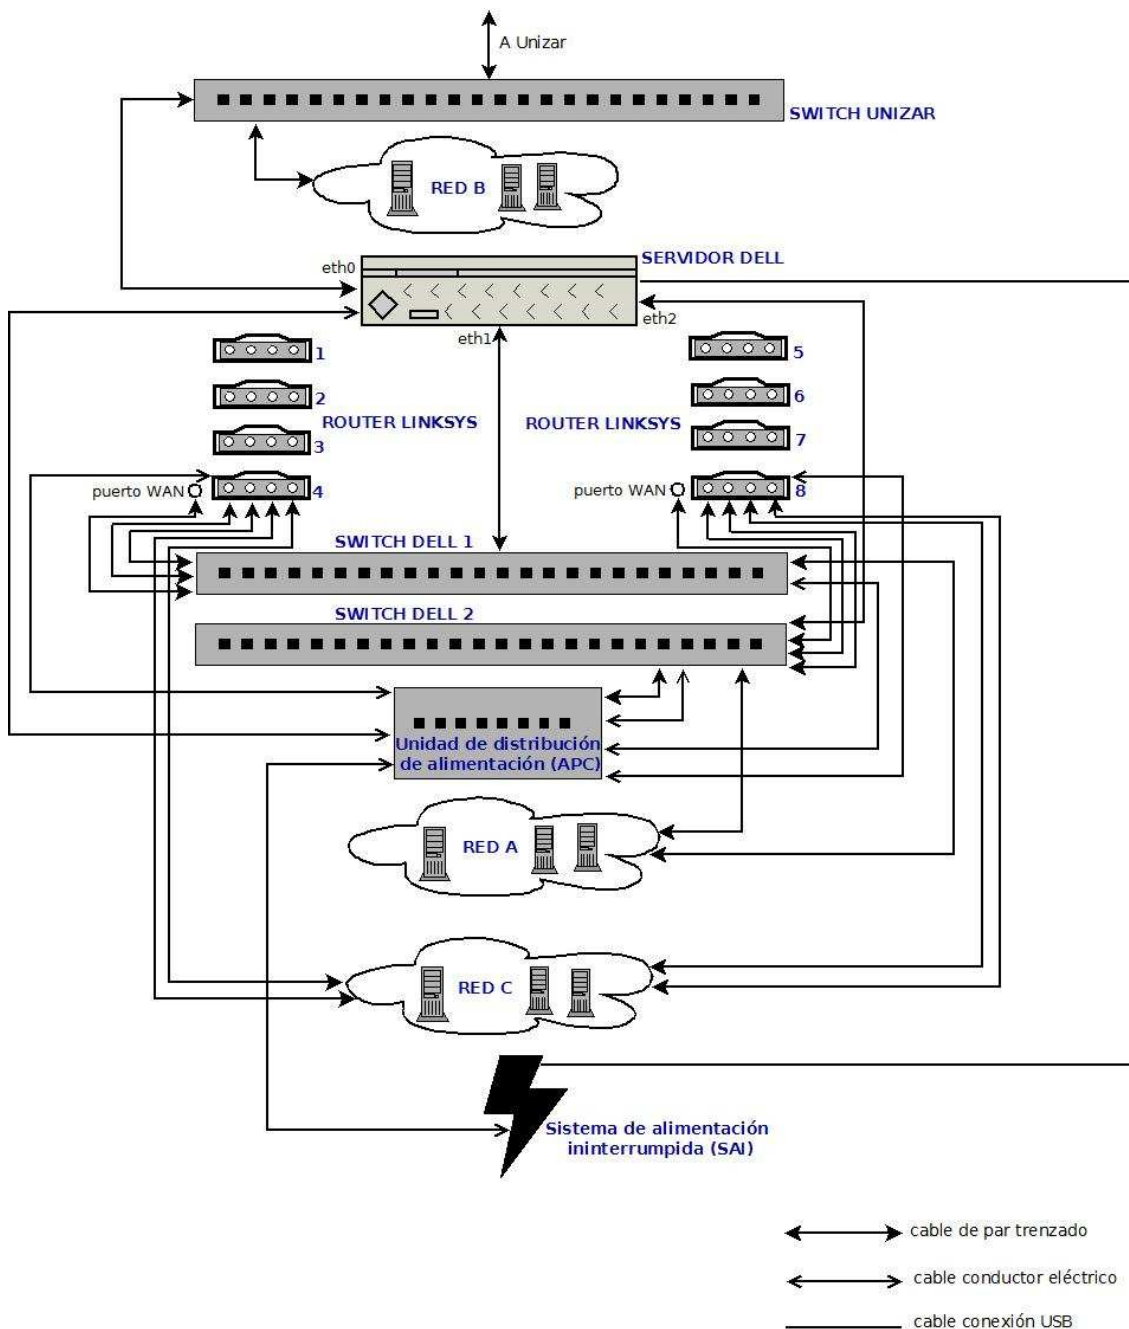 A Unizar
SWITCH UNIZAR
RED B
SERVIDOR DELL
eth0
eth2
eth1
1
5
2
6
ROUTER LINKSYS
ROUTER LINKSYS
3
7
puerto WAN
4
puerto WAN
8
SWITCH DELL 1
SWITCH DELL 2
Unidad de distribución
de alimentación (APC)
RED A
RED C
Sistema de alimentación
ininterrumpida (SAI)
cable de par trenzado
cable conductor eléctrico
cable conexión USB